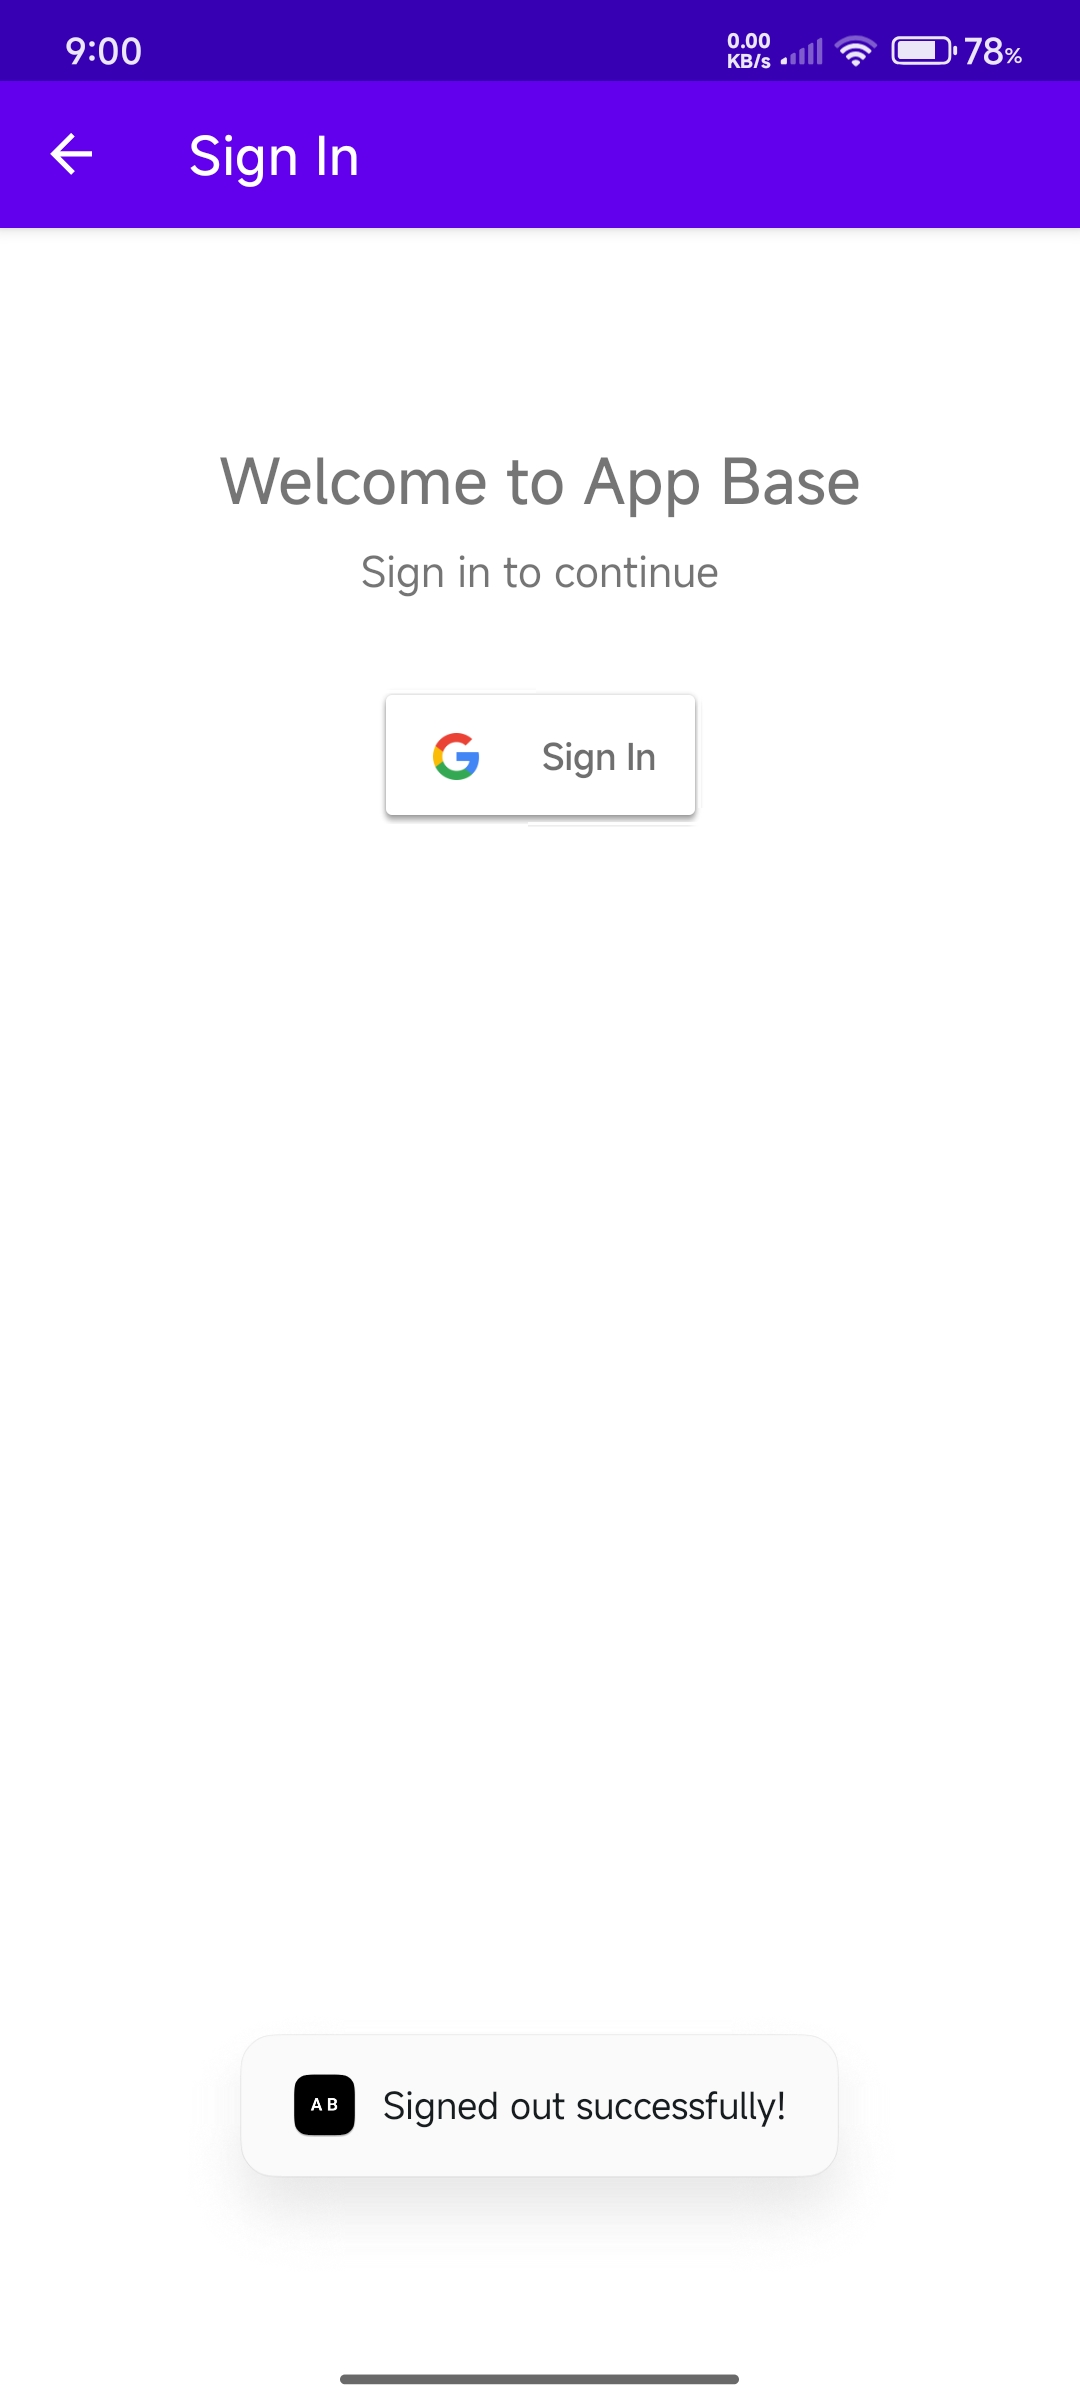 9:00
0.00
KB/s
78%
Sign In
Welcome to App Base
Sign in to continue
Sign In
A B
Signed out successfully!